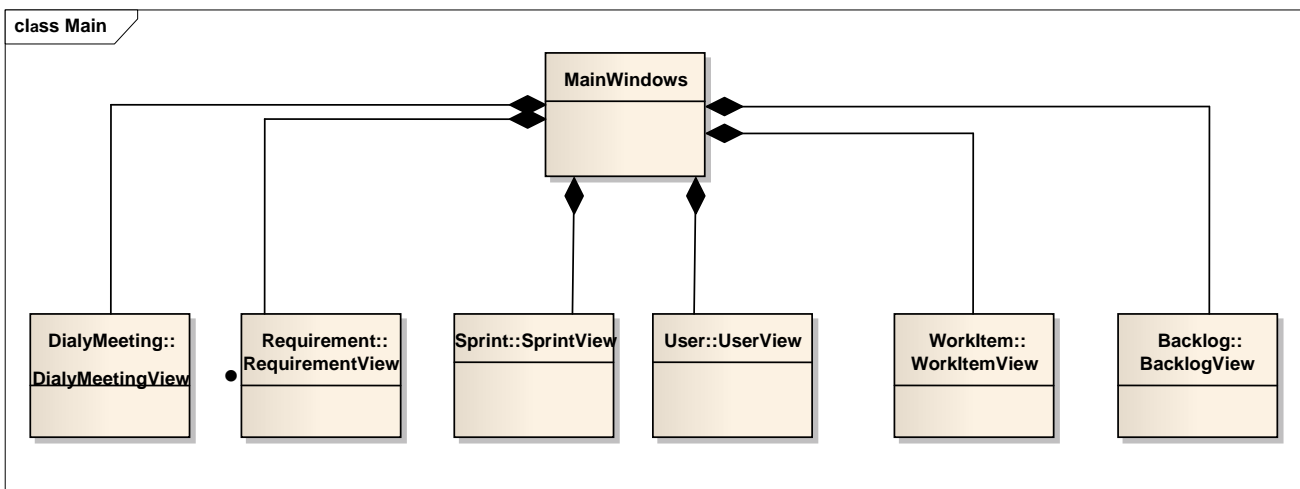 class Main
MainWindows
DialyMeeting::
DialyMeetingView
Requirement::
RequirementView
Sprint::SprintView
User::UserView
WorkItem::
WorkItemView
Backlog::
BacklogView